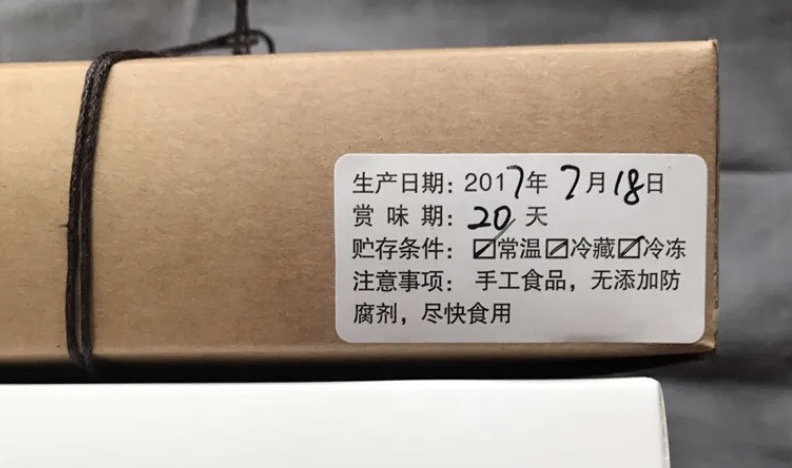 生产日期：2017年7月18日
赏味期：20天
贮存条件：☑常温☑冷藏☑冷冻
注意事项：手工食品，无添加防
腐剂，尽快食用